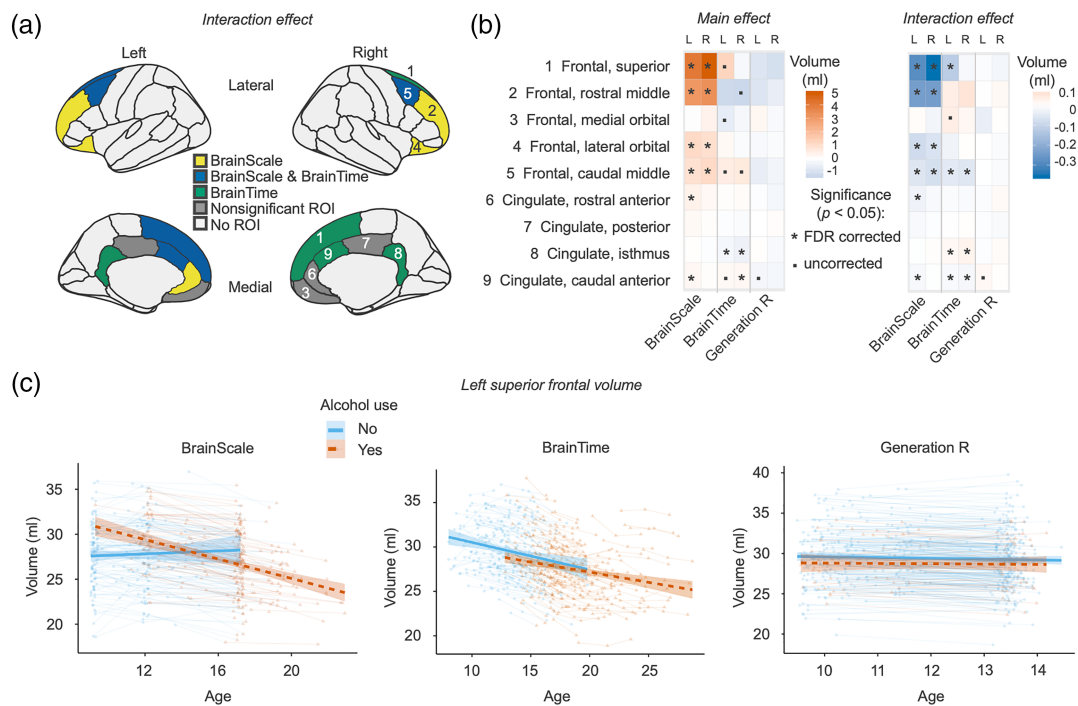 (a)
Interaction effect
Left
Right
Lateral
1
5
2
4
BrainScale
BrainScale & BrainTime
BrainTime
Nonsignificant ROI
No ROI
1
7
9
8
6
3
Medial
(b)
Main effect
Interaction effect
L R L R L R
L R L R L R
1 Frontal, superior
2 Frontal, rostral middle
3 Frontal, medial orbital
4 Frontal, lateral orbital
5 Frontal, caudal middle
6 Cingulate, rostral anterior
7 Cingulate, posterior
8 Cingulate, isthmus
9 Cingulate, caudal anterior
* * ▪
* * ▪
▪
* *
* * ▪ ▪
*
* *
* ▪ * ▪
BrainScale
BrainTime
Generation R
Volume
(ml)
5
4
3
2
1
0
-1
Significance
(p < 0.05):
* FDR corrected
▪ uncorrected
* * *
* *
▪
* *
* * * *
*
* *
* * * ▪
BrainScale
BrainTime
Generation R
Volume
(ml)
0.1
0
-0.1
-0.2
-0.3
(c)
Left superior frontal volume
Alcohol use
No
Yes
BrainScale
Volume (ml)
35
30
25
20
12 16 20
Age
BrainTime
Volume (ml)
35
30
25
20
10 15 20 25
Age
Generation R
Volume (ml)
40
35
30
25
20
10 11 12 13 14
Age